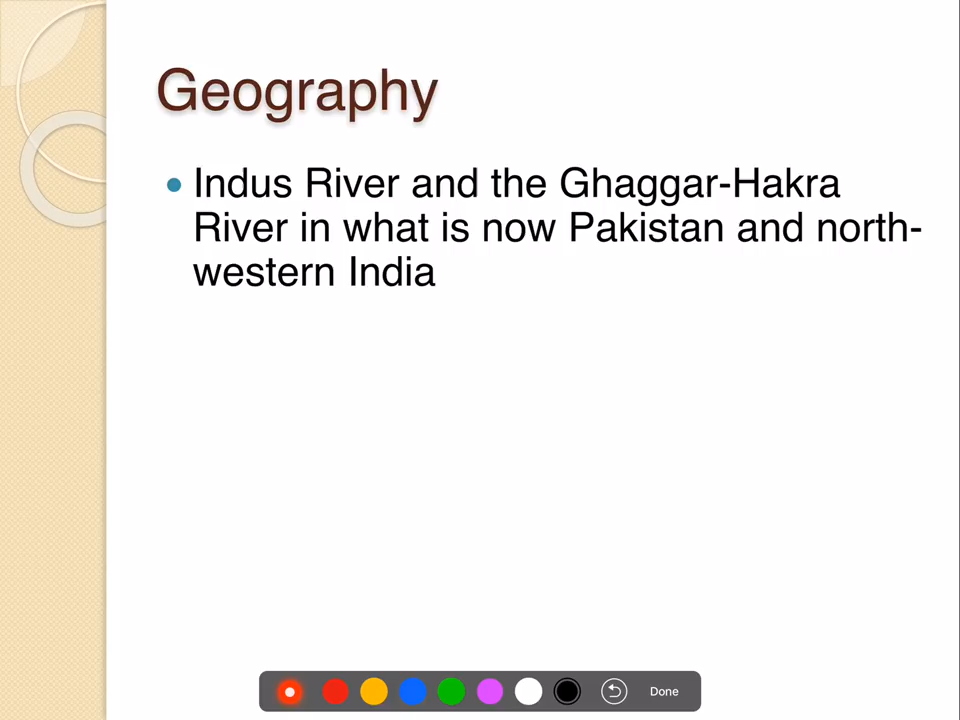 Geography
Indus River and the Ghaggar-Hakra
River in what is now Pakistan and north-
western India
Done